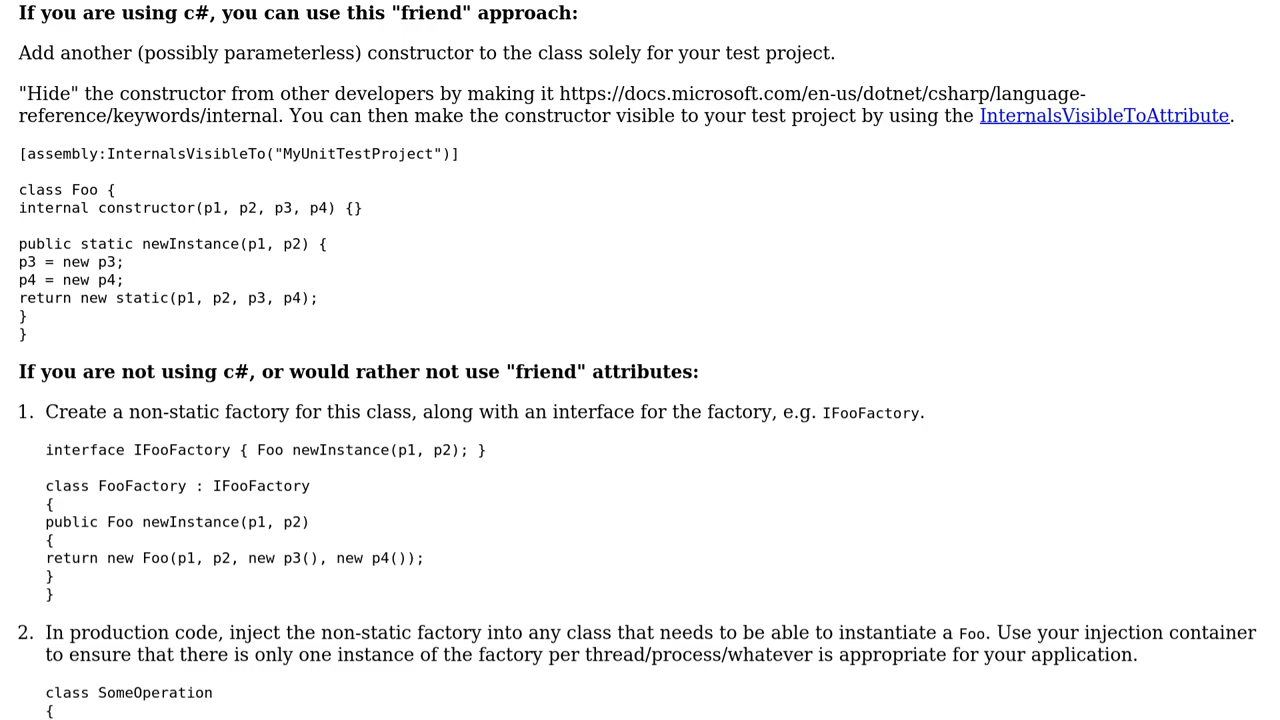 If you are using c#, you can use this "friend" approach:
Add another (possibly parameterless) constructor to the class solely for your test project.
"Hide" the constructor from other developers by making it https://docs.microsoft.com/en-us/dotnet/csharp/language-
reference/keywords/internal. You can then make the constructor visible to your test project by using the InternalsVisibleToAttribute.
[assembly:InternalsVisibleTo("MyUnitTestProject")]
class Foo {
internal constructor(p1, p2, p3, p4) {}
public static newInstance(p1, p2) {
p3 = new p3;
p4 = new p4;
return new static(p1, p2, p3, p4);
}
}
If you are not using c#, or would rather not use "friend" attributes:
1. Create a non-static factory for this class, along with an interface for the factory, e.g. IFooFactory.
interface IFooFactory { Foo newInstance(p1, p2); }
class FooFactory : IFooFactory
{
public Foo newInstance(p1, p2)
{
return new Foo(p1, p2, new p3(), new p4());
}
}
2. In production code, inject the non-static factory into any class that needs to be able to instantiate a Foo. Use your injection container
to ensure that there is only one instance of the factory per thread/process/whatever is appropriate for your application.
class SomeOperation
{